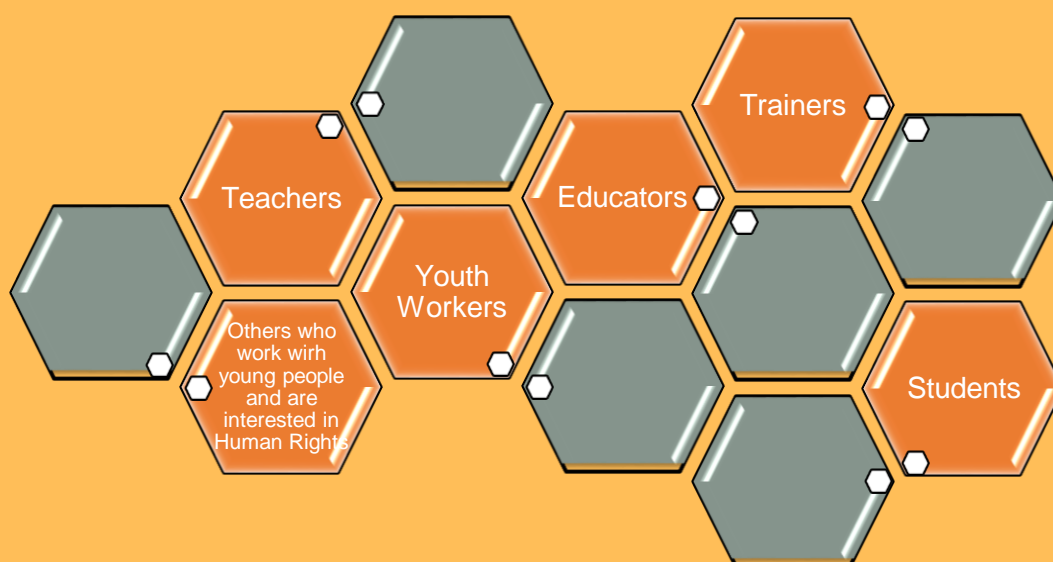 Trainers
Teachers
Educators
Youth
Workers
Others who
work wirh
young people
and are
interested in
Human Rights
Students